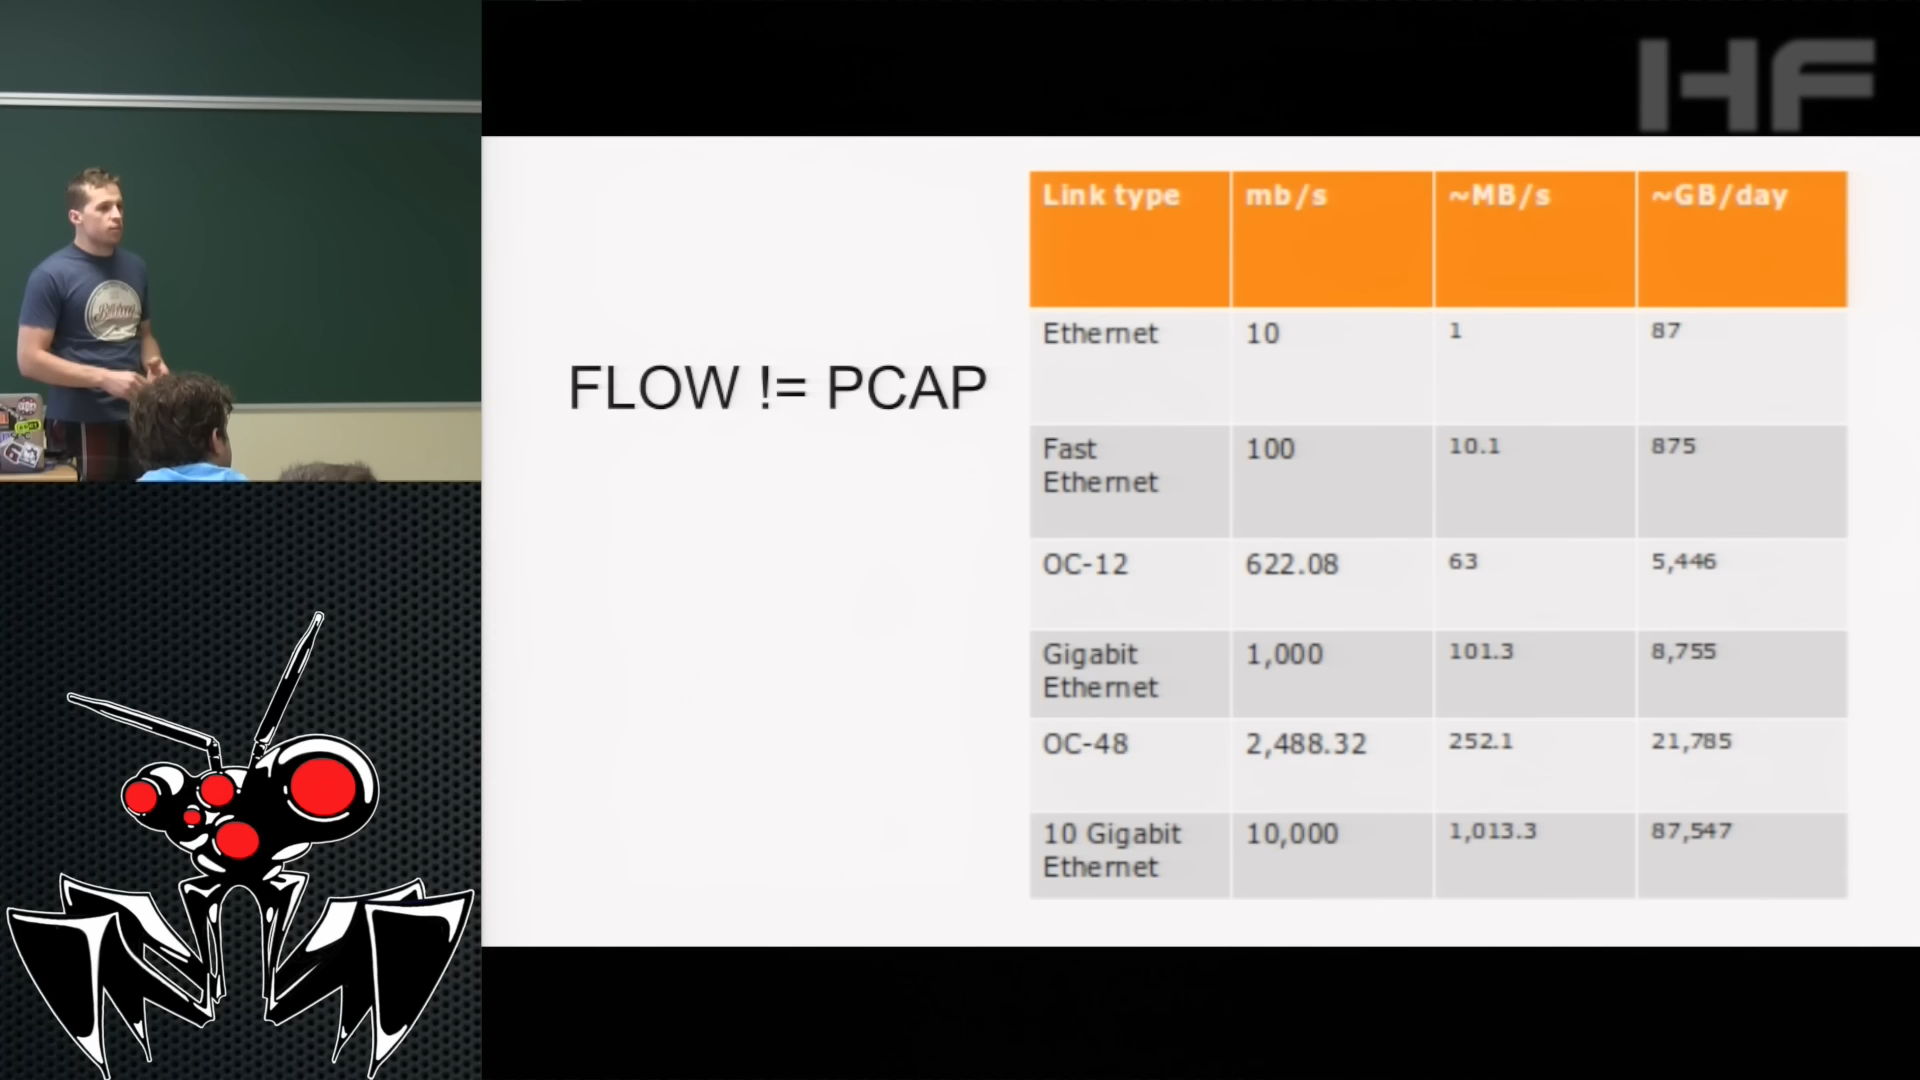 HF
FLOW != PCAP
Link type mb/s ~MB/s ~GB/day
Ethernet 10 1 87
Fast Ethernet 100 10.1 875
OC-12 622.08 63 5,446
Gigabit Ethernet 1,000 101.3 8,755
OC-48 2,488.32 252.1 21,785
10 Gigabit Ethernet 10,000 1,013.3 87,547